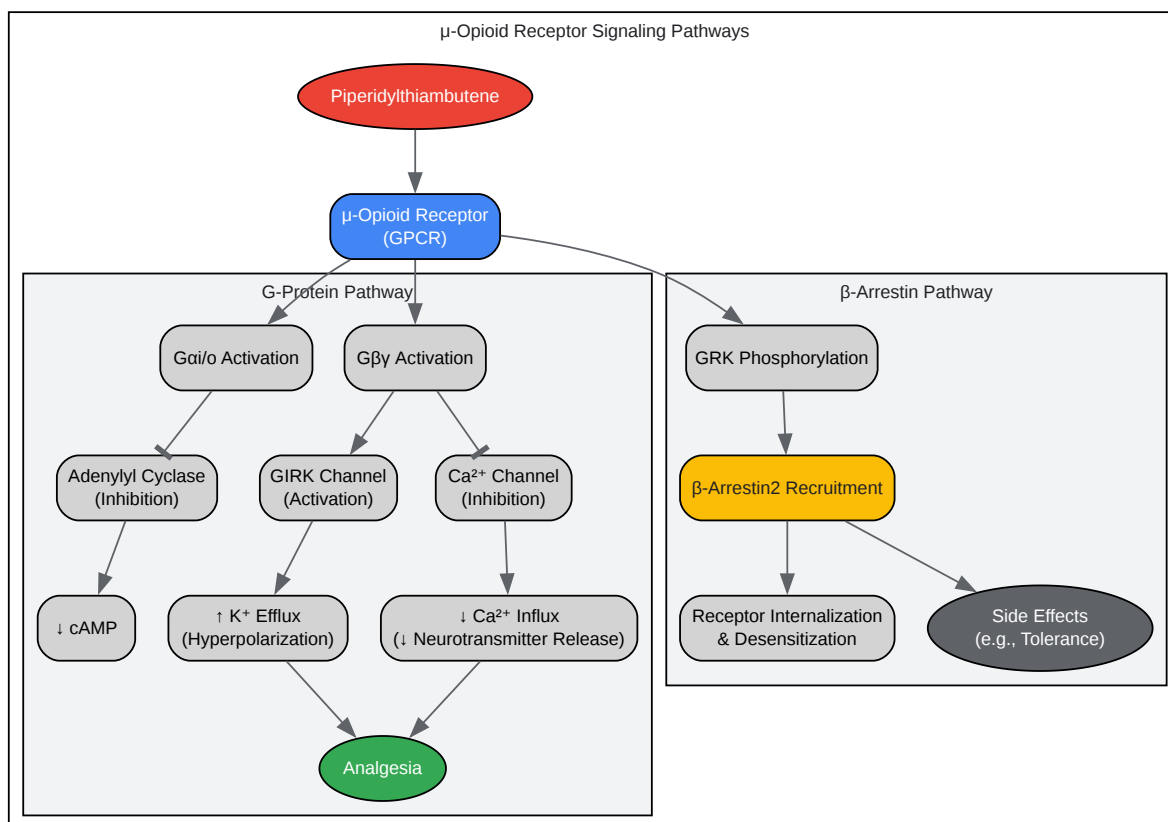 μ-Opioid Receptor Signaling Pathways
Piperidylthiambutene
μ-Opioid Receptor
(GPCR)
G-Protein Pathway
β-Arrestin Pathway
Gαi/o Activation
Gβγ Activation
GRK Phosphorylation
Adenylyl Cyclase
(Inhibition)
GIRK Channel
(Activation)
Ca²⁺ Channel
(Inhibition)
β-Arrestin2 Recruitment
↓ cAMP
↑ K⁺ Efflux
(Hyperpolarization)
↓ Ca²⁺ Influx
(↓ Neurotransmitter Release)
Receptor Internalization
& Desensitization
Side Effects
(e.g., Tolerance)
Analgesia